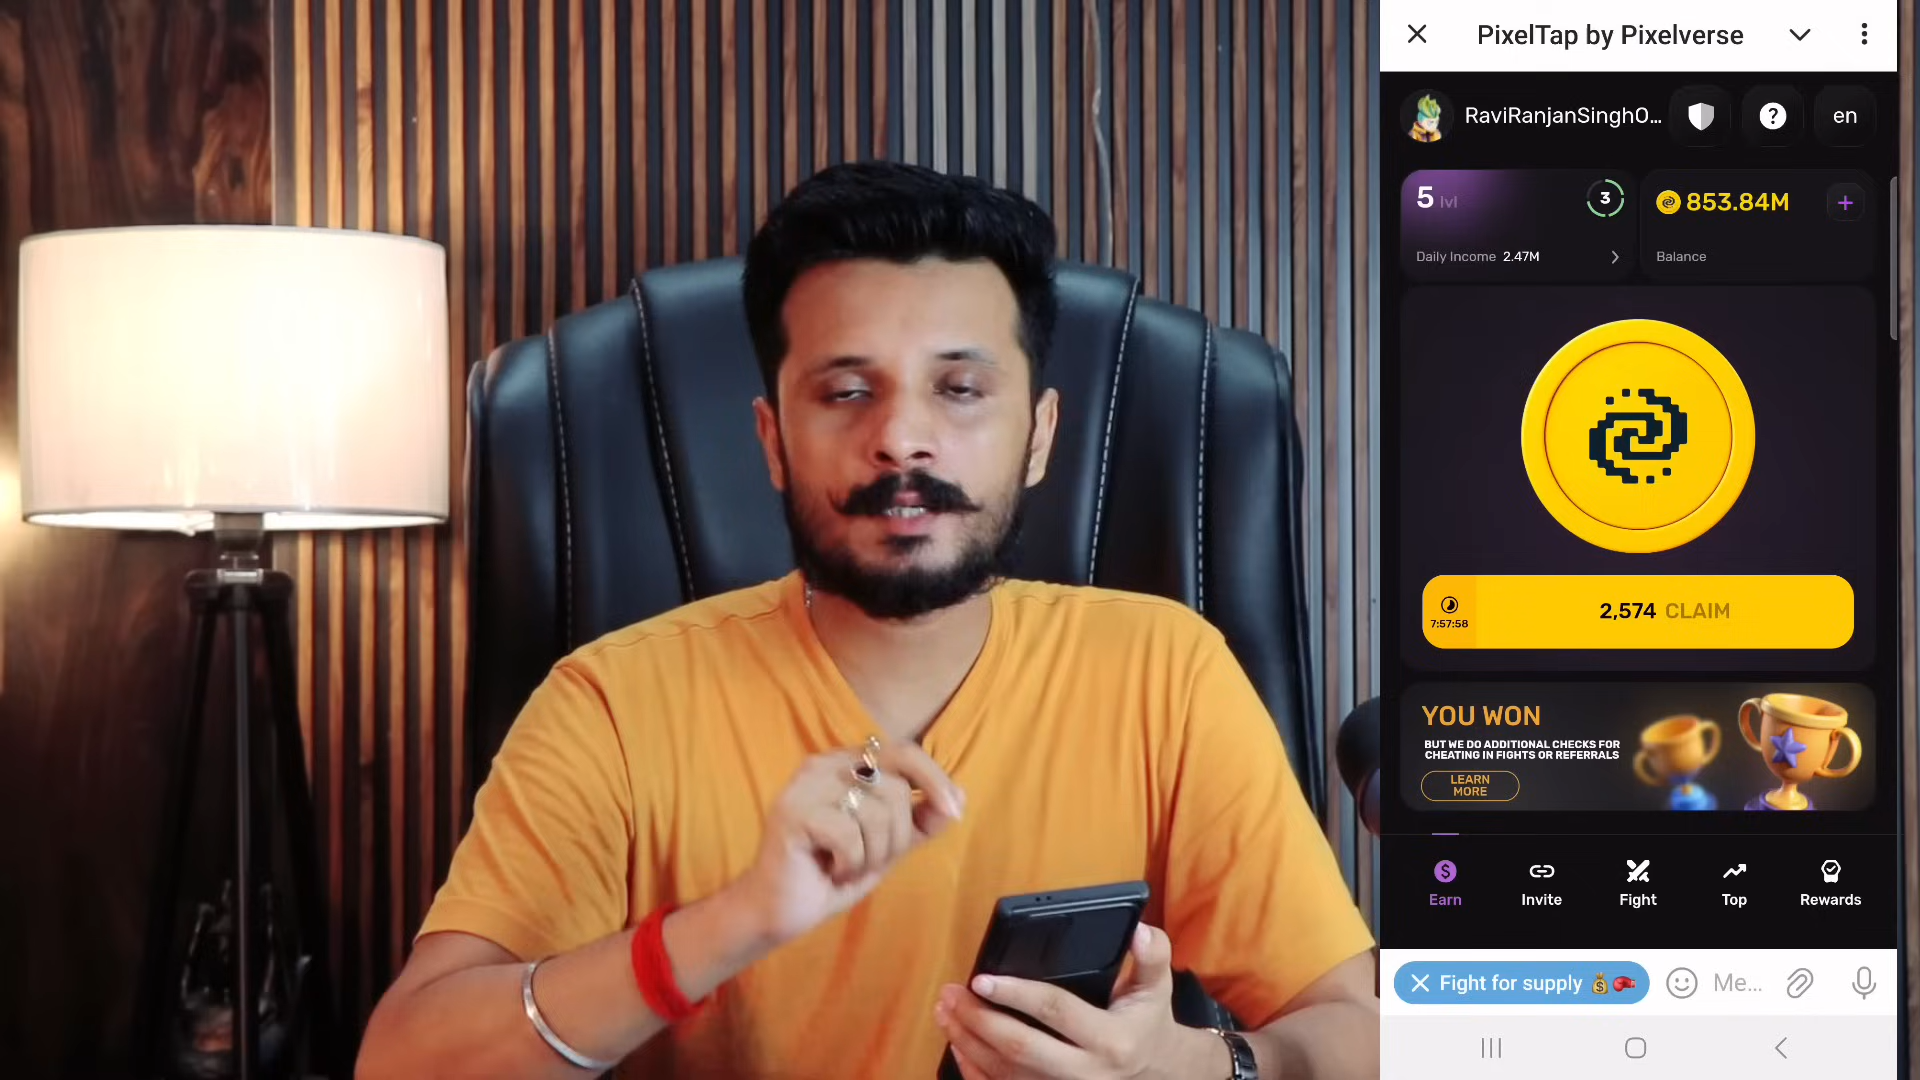 PixelTap by Pixelverse
RaviRanjanSinghO...
?
en
5 lvl
3
853.84M
+
Daily Income 2.47M
Balance
7:57:58
2,574 CLAIM
YOU WON
BUT WE DO ADDITIONAL CHECKS FOR
CHEATING IN FIGHTS OR REFERRALS
LEARN
MORE
$
Earn
Invite
Fight
Top
Rewards
Fight for supply 💰🥊
Me...